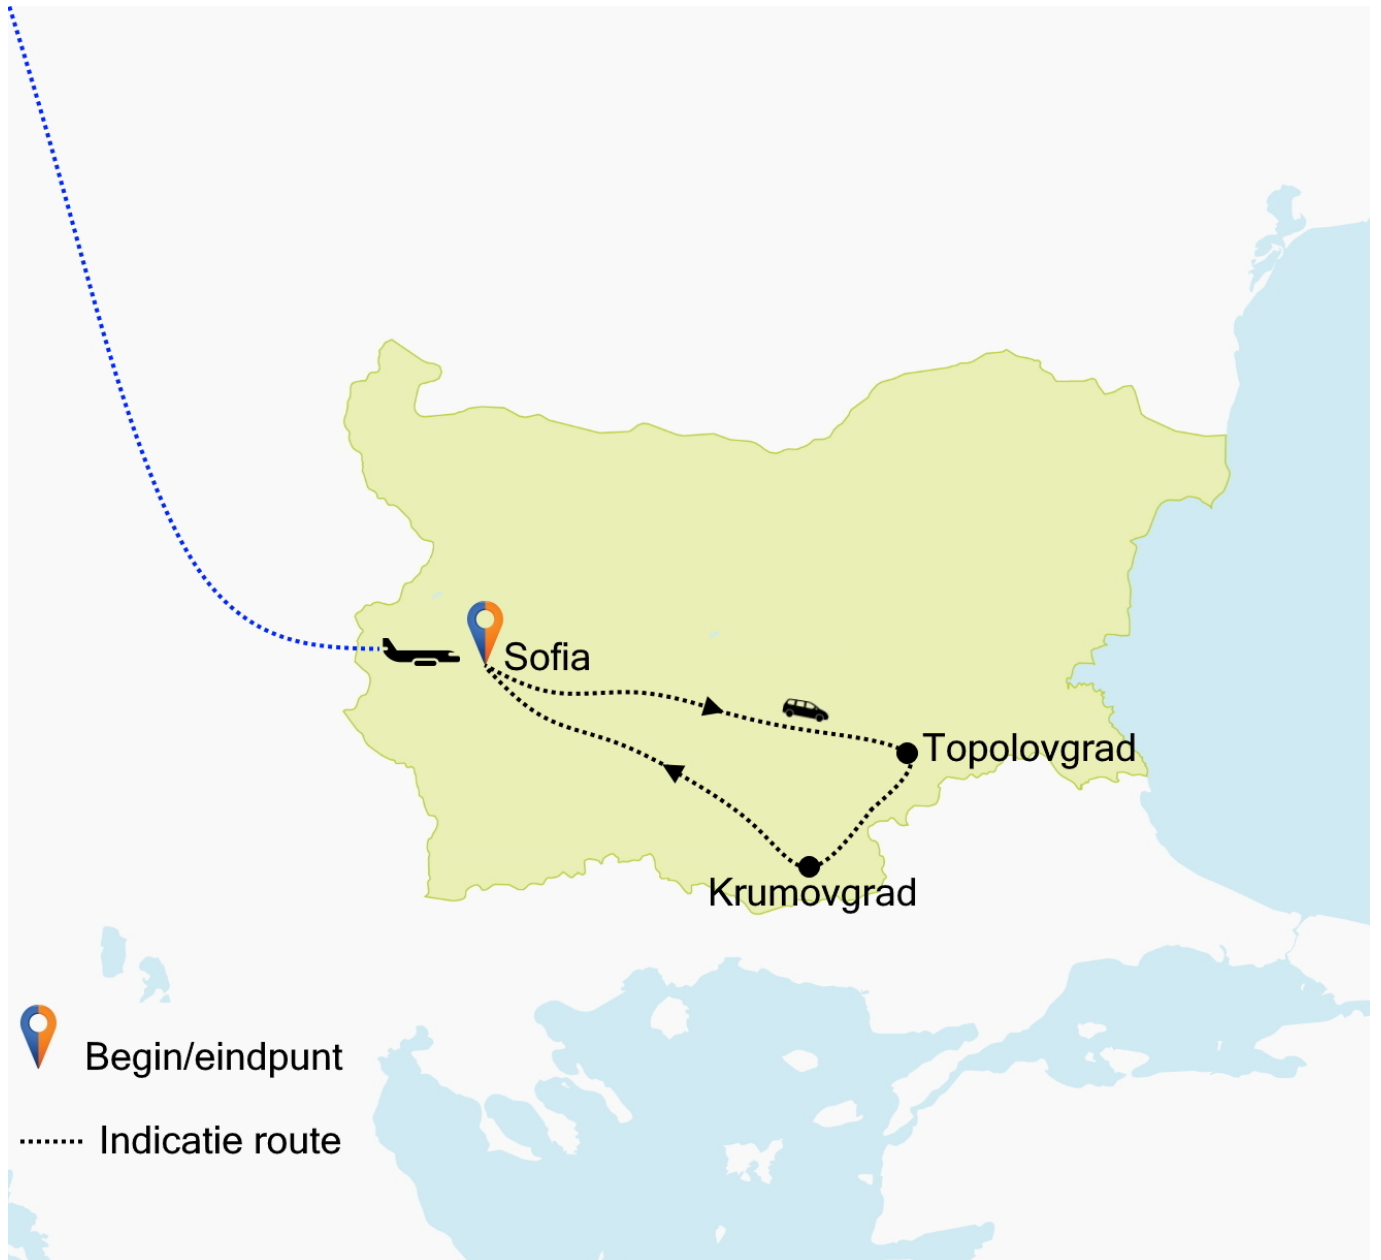 Sofia
Topolovgrad
Krumovgrad
Begin/eindpunt
Indicatie route